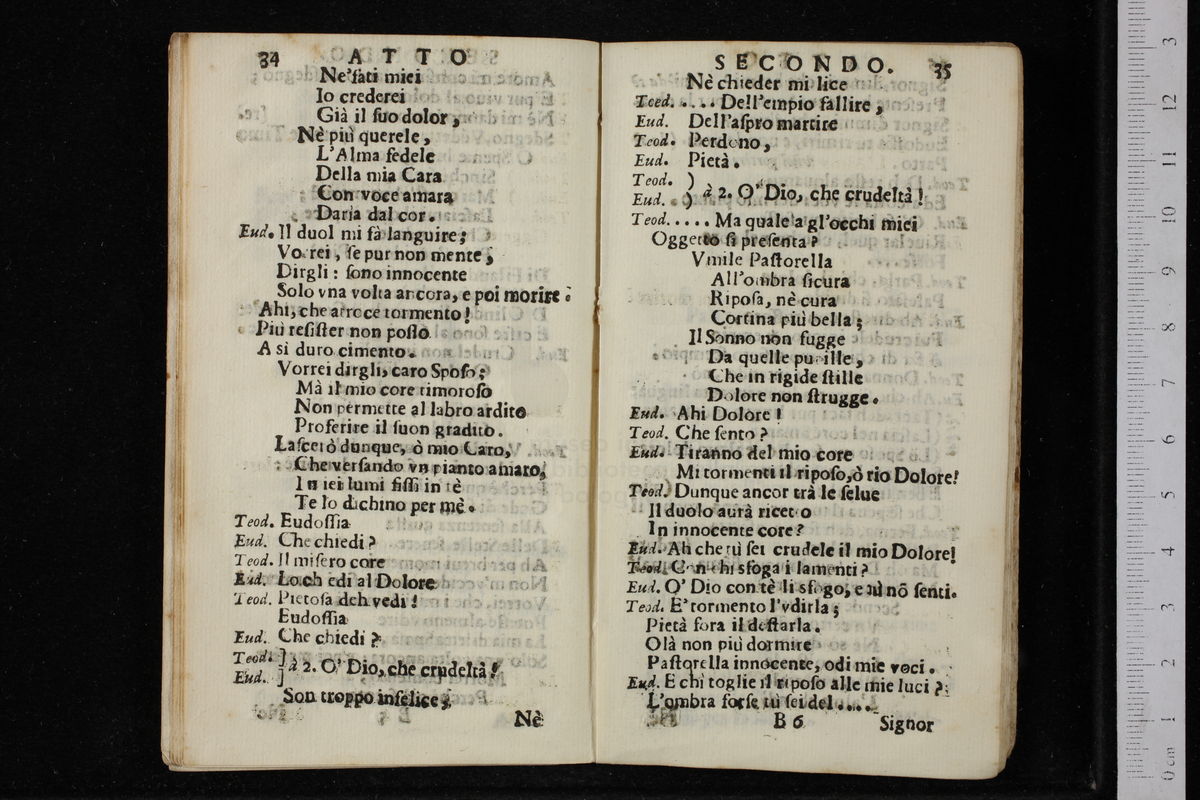 34 ATTO
Ne'fati miei
Io crederei
Già il ſuo dolor,
Nè più querele,
L'Alma fedele
Della mia Cara
Con voce amara
Daria dal cor.
Eud. Il duol mi fà languire;
Vorrei, ſe pur non mente;
Dirgli: ſono innocente
Solo vna volta ancora, e poi morire
Ahi, che atroce tormento!
Più reſiſter non poſſo
A si duro cimento.
Vorrei dirgli, caro Spoſo;
Mà il mio core timoroſo
Non permette al labro ardito
Proferire il ſuon gradito.
Laſcerò dunque, ò mio Caro,
Che verſando vn pianto amaro,
I lumi fiſſi in tè
Te lo dichino per mè.
Teod. Eudoſſia
Eud. Che chiedi?
Teod. Il miſero core
Eud. Lo chiedi al Dolore
Teod. Pietoſa deh vedi!
Eudoſſia
Eud. Che chiedi?
Teod. ]
Eud. ] à 2. O' Dio, che crudeltà!
Son troppo infelice;
Nè
SECONDO. 35
Nè chieder mi lice
Teod. .... Dell'empio fallire,
Eud. Dell'aſpro martire
Teod. Perdono,
Eud. Pietà.
Teod. )
Eud. ) à 2. O' Dio, che crudeltà!
Teod..... Ma quale a gl'occhi miei
Oggetto ſi preſenta?
Vmile Paſtorella
All'ombra ſicura
Ripoſa, nè cura
Cortina più bella;
Il Sonno non fugge
Da quelle pupille,
Che in rigide ſtille
Dolore non ſtrugge.
Eud. Ahi Dolore!
Teod. Che ſento?
Eud. Tiranno del mio core
Mi tormenti il ripoſo, ò rio Dolore!
Teod. Dunque ancor trà le ſelue
Il duolo aurà ricetto
In innocente core?
Eud. Ah che tù ſei crudele il mio Dolore!
Teod. Con chi sfoga i lamenti?
Eud. O' Dio con tè li sfogo, e tù nõ ſenti.
Teod. E' tormento l'vdirla;
Pietà fora il deſtarla.
Olà non più dormire
Paſtorella innocente, odi mie voci.
Eud. E chi toglie il ripoſo alle mie luci?
L'ombra forſe tù ſei del....
B 6 Signor